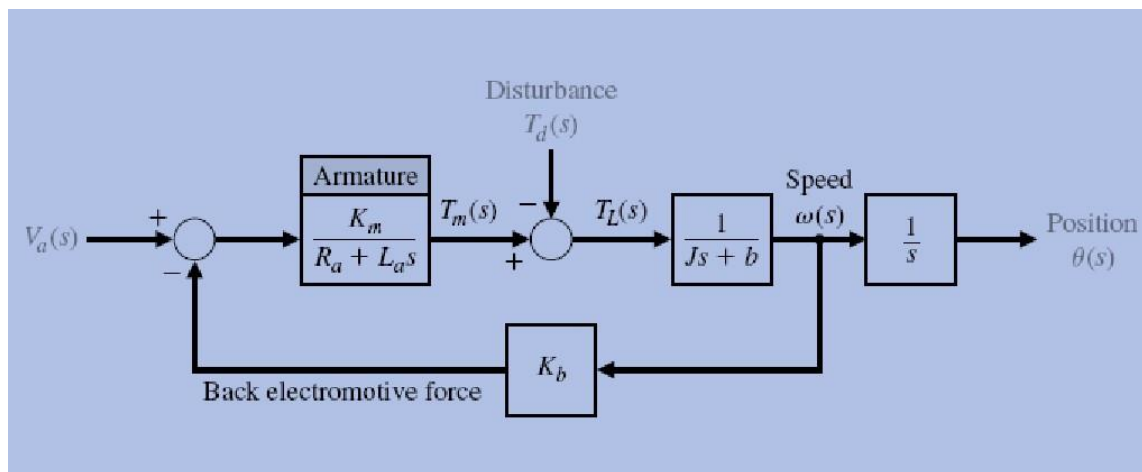 Disturbance
T_d(s)
Armature
K_m
R_a + L_a s
T_m(s)
T_L(s)
1
Js + b
Speed
ω(s)
1
s
Position
θ(s)
V_a(s)
+
−
−
+
K_b
Back electromotive force